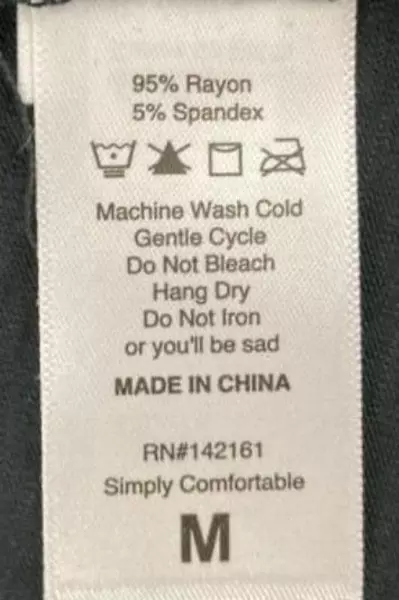 95% Rayon
5% Spandex
Machine Wash Cold
Gentle Cycle
Do Not Bleach
Hang Dry
Do Not Iron
or you'll be sad
MADE IN CHINA
RN#142161
Simply Comfortable
M